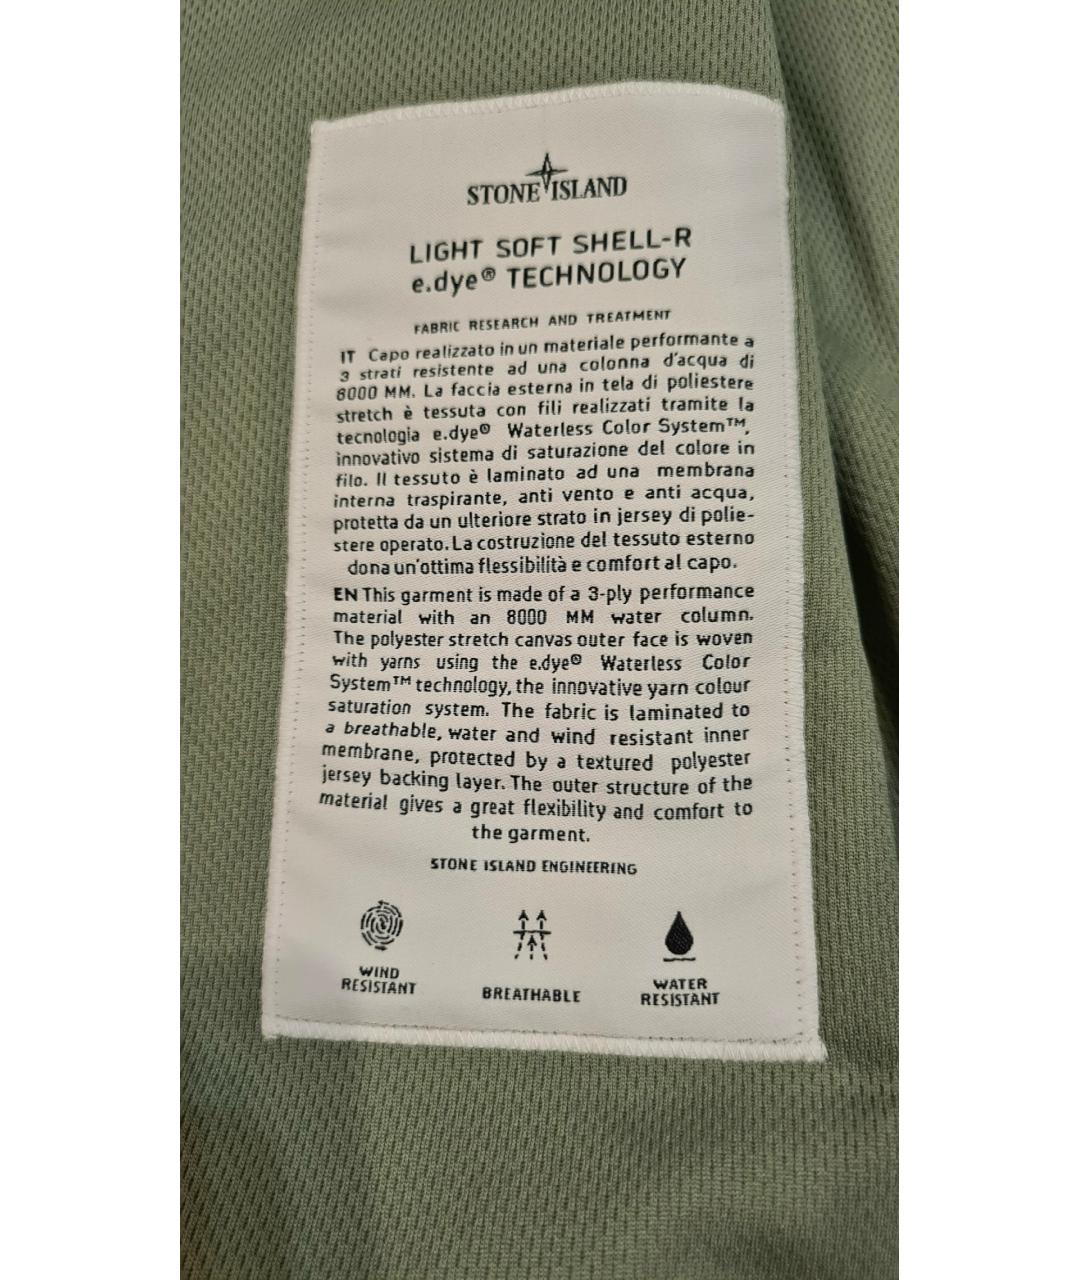 STONE ISLAND
LIGHT SOFT SHELL-R
e.dye® TECHNOLOGY
FABRIC RESEARCH AND TREATMENT
IT Capo realizzato in un materiale performante a
3 strati resistente ad una colonna d'acqua di
8000 MM. La faccia esterna in tela di poliestere
stretch è tessuta con fili realizzati tramite la
tecnologia e.dye® Waterless Color System™,
innovativo sistema di saturazione del colore in
filo. Il tessuto è laminato ad una membrana
interna traspirante, anti vento e anti acqua,
protetta da un ulteriore strato in jersey di polie-
stere operato. La costruzione del tessuto esterno
dona un'ottima flessibilità e comfort al capo.
EN This garment is made of a 3-ply performance
material with an 8000 MM water column.
The polyester stretch canvas outer face is woven
with yarns using the e.dye® Waterless Color
System™ technology, the innovative yarn colour
saturation system. The fabric is laminated to
a breathable, water and wind resistant inner
membrane, protected by a textured polyester
jersey backing layer. The outer structure of the
material gives a great flexibility and comfort to
the garment.
STONE ISLAND ENGINEERING
WIND
RESISTANT
BREATHABLE
WATER
RESISTANT